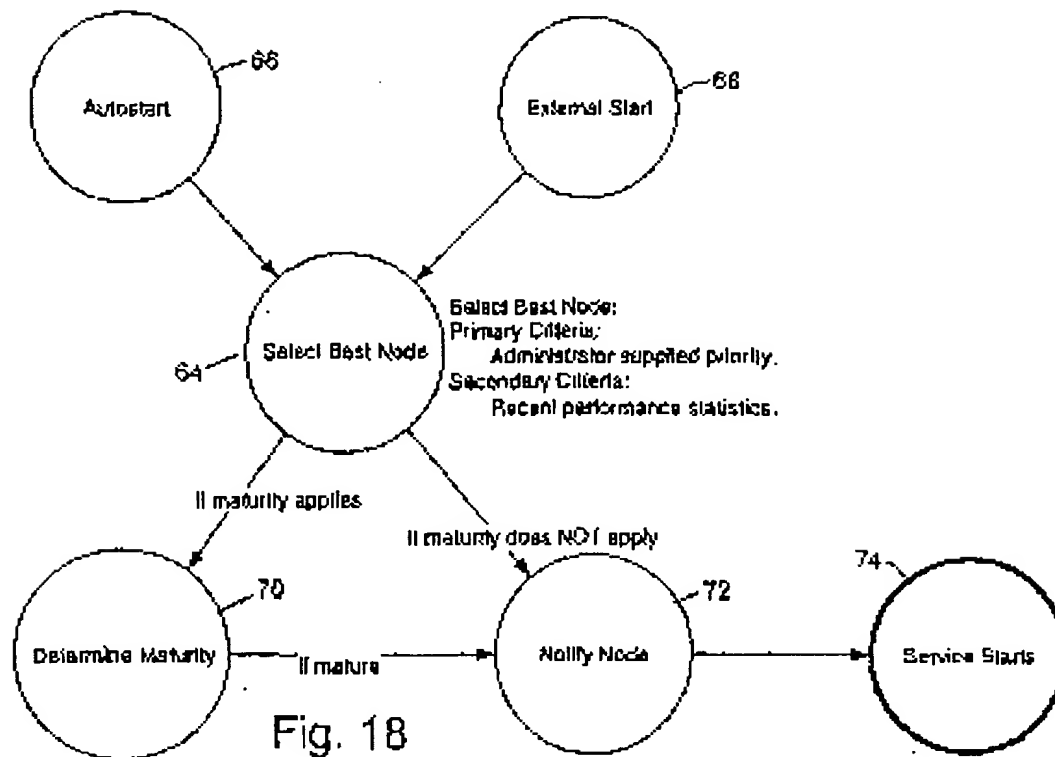 66
Autostart
68
External Start
Select Best Node:
Primary Criteria:
Administrator supplied priority.
Secondary Criteria:
Recent performance statistics.
Select Best Node
64
If maturity applies
If maturity does NOT apply
70
72
74
Determine Maturity
If mature
Notify Node
Service Starts
Fig. 18